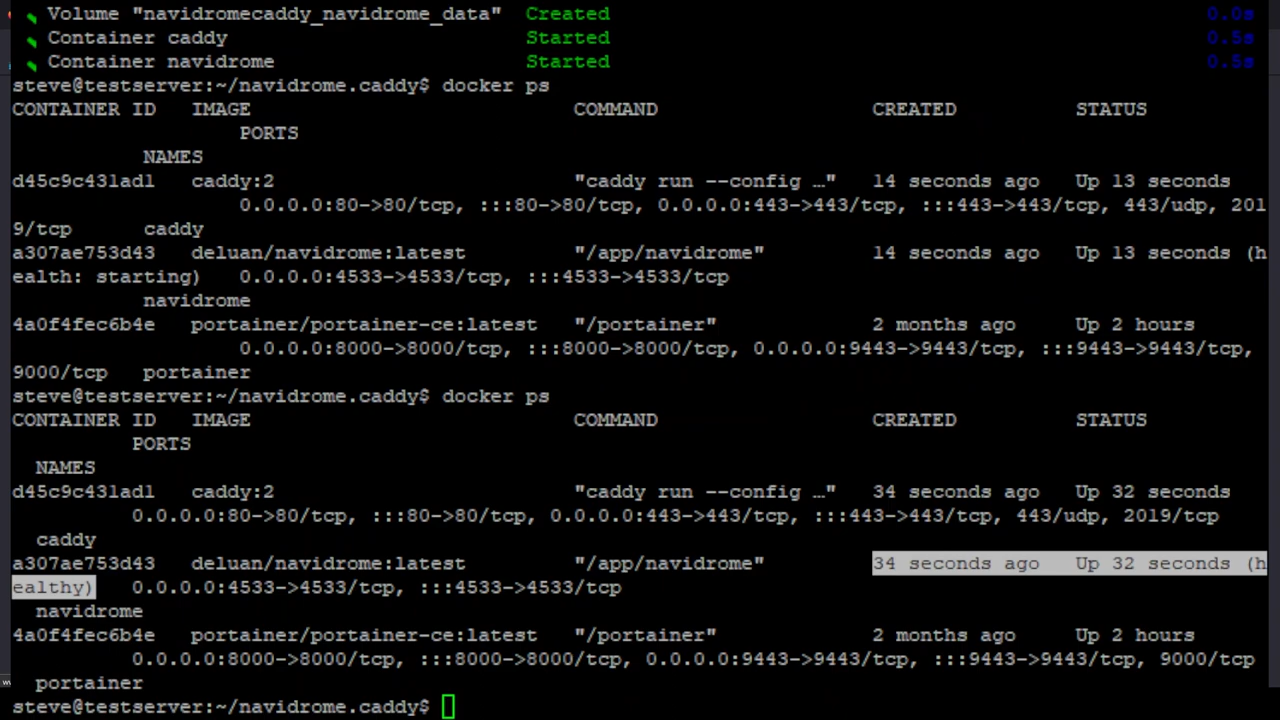 Volume "navidromecaddy_navidrome_data" Created 0.0s
Container caddy Started 0.5s
Container navidrome Started 0.5s
steve@testserver:~/navidrome.caddy$ docker ps
CONTAINER ID IMAGE COMMAND CREATED STATUS
PORTS
NAMES
d45c9c431ad1 caddy:2 "caddy run --config …" 14 seconds ago Up 13 seconds
0.0.0.0:80->80/tcp, :::80->80/tcp, 0.0.0.0:443->443/tcp, :::443->443/tcp, 443/udp, 201
9/tcp caddy
a307ae753d43 deluan/navidrome:latest "/app/navidrome" 14 seconds ago Up 13 seconds (h
ealth: starting) 0.0.0.0:4533->4533/tcp, :::4533->4533/tcp
navidrome
4a0f4fec6b4e portainer/portainer-ce:latest "/portainer" 2 months ago Up 2 hours
0.0.0.0:8000->8000/tcp, :::8000->8000/tcp, 0.0.0.0:9443->9443/tcp, :::9443->9443/tcp,
9000/tcp portainer
steve@testserver:~/navidrome.caddy$ docker ps
CONTAINER ID IMAGE COMMAND CREATED STATUS
PORTS
NAMES
d45c9c431ad1 caddy:2 "caddy run --config …" 34 seconds ago Up 32 seconds
0.0.0.0:80->80/tcp, :::80->80/tcp, 0.0.0.0:443->443/tcp, :::443->443/tcp, 443/udp, 2019/tcp
caddy
a307ae753d43 deluan/navidrome:latest "/app/navidrome" 34 seconds ago Up 32 seconds (h
ealthy) 0.0.0.0:4533->4533/tcp, :::4533->4533/tcp
navidrome
4a0f4fec6b4e portainer/portainer-ce:latest "/portainer" 2 months ago Up 2 hours
0.0.0.0:8000->8000/tcp, :::8000->8000/tcp, 0.0.0.0:9443->9443/tcp, :::9443->9443/tcp, 9000/tcp
portainer
steve@testserver:~/navidrome.caddy$